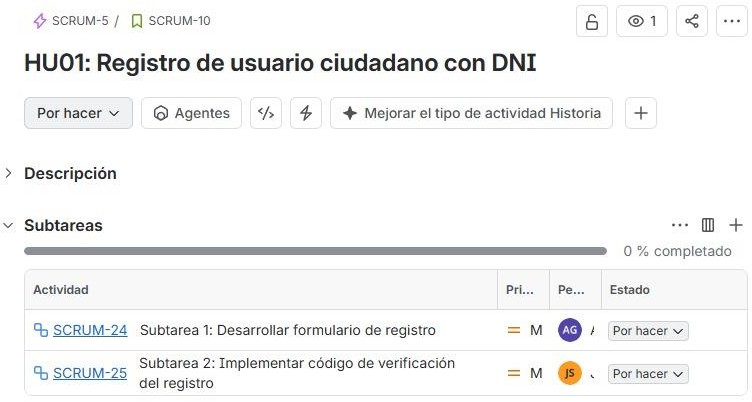 SCRUM-5 / SCRUM-10
1
HU01: Registro de usuario ciudadano con DNI
Por hacer Agentes </> Mejorar el tipo de actividad Historia
Descripción
Subtareas
0 % completado
Actividad Pri... Pe... Estado
SCRUM-24 Subtarea 1: Desarrollar formulario de registro M AG Por hacer
SCRUM-25 Subtarea 2: Implementar código de verificación
del registro M JS Por hacer